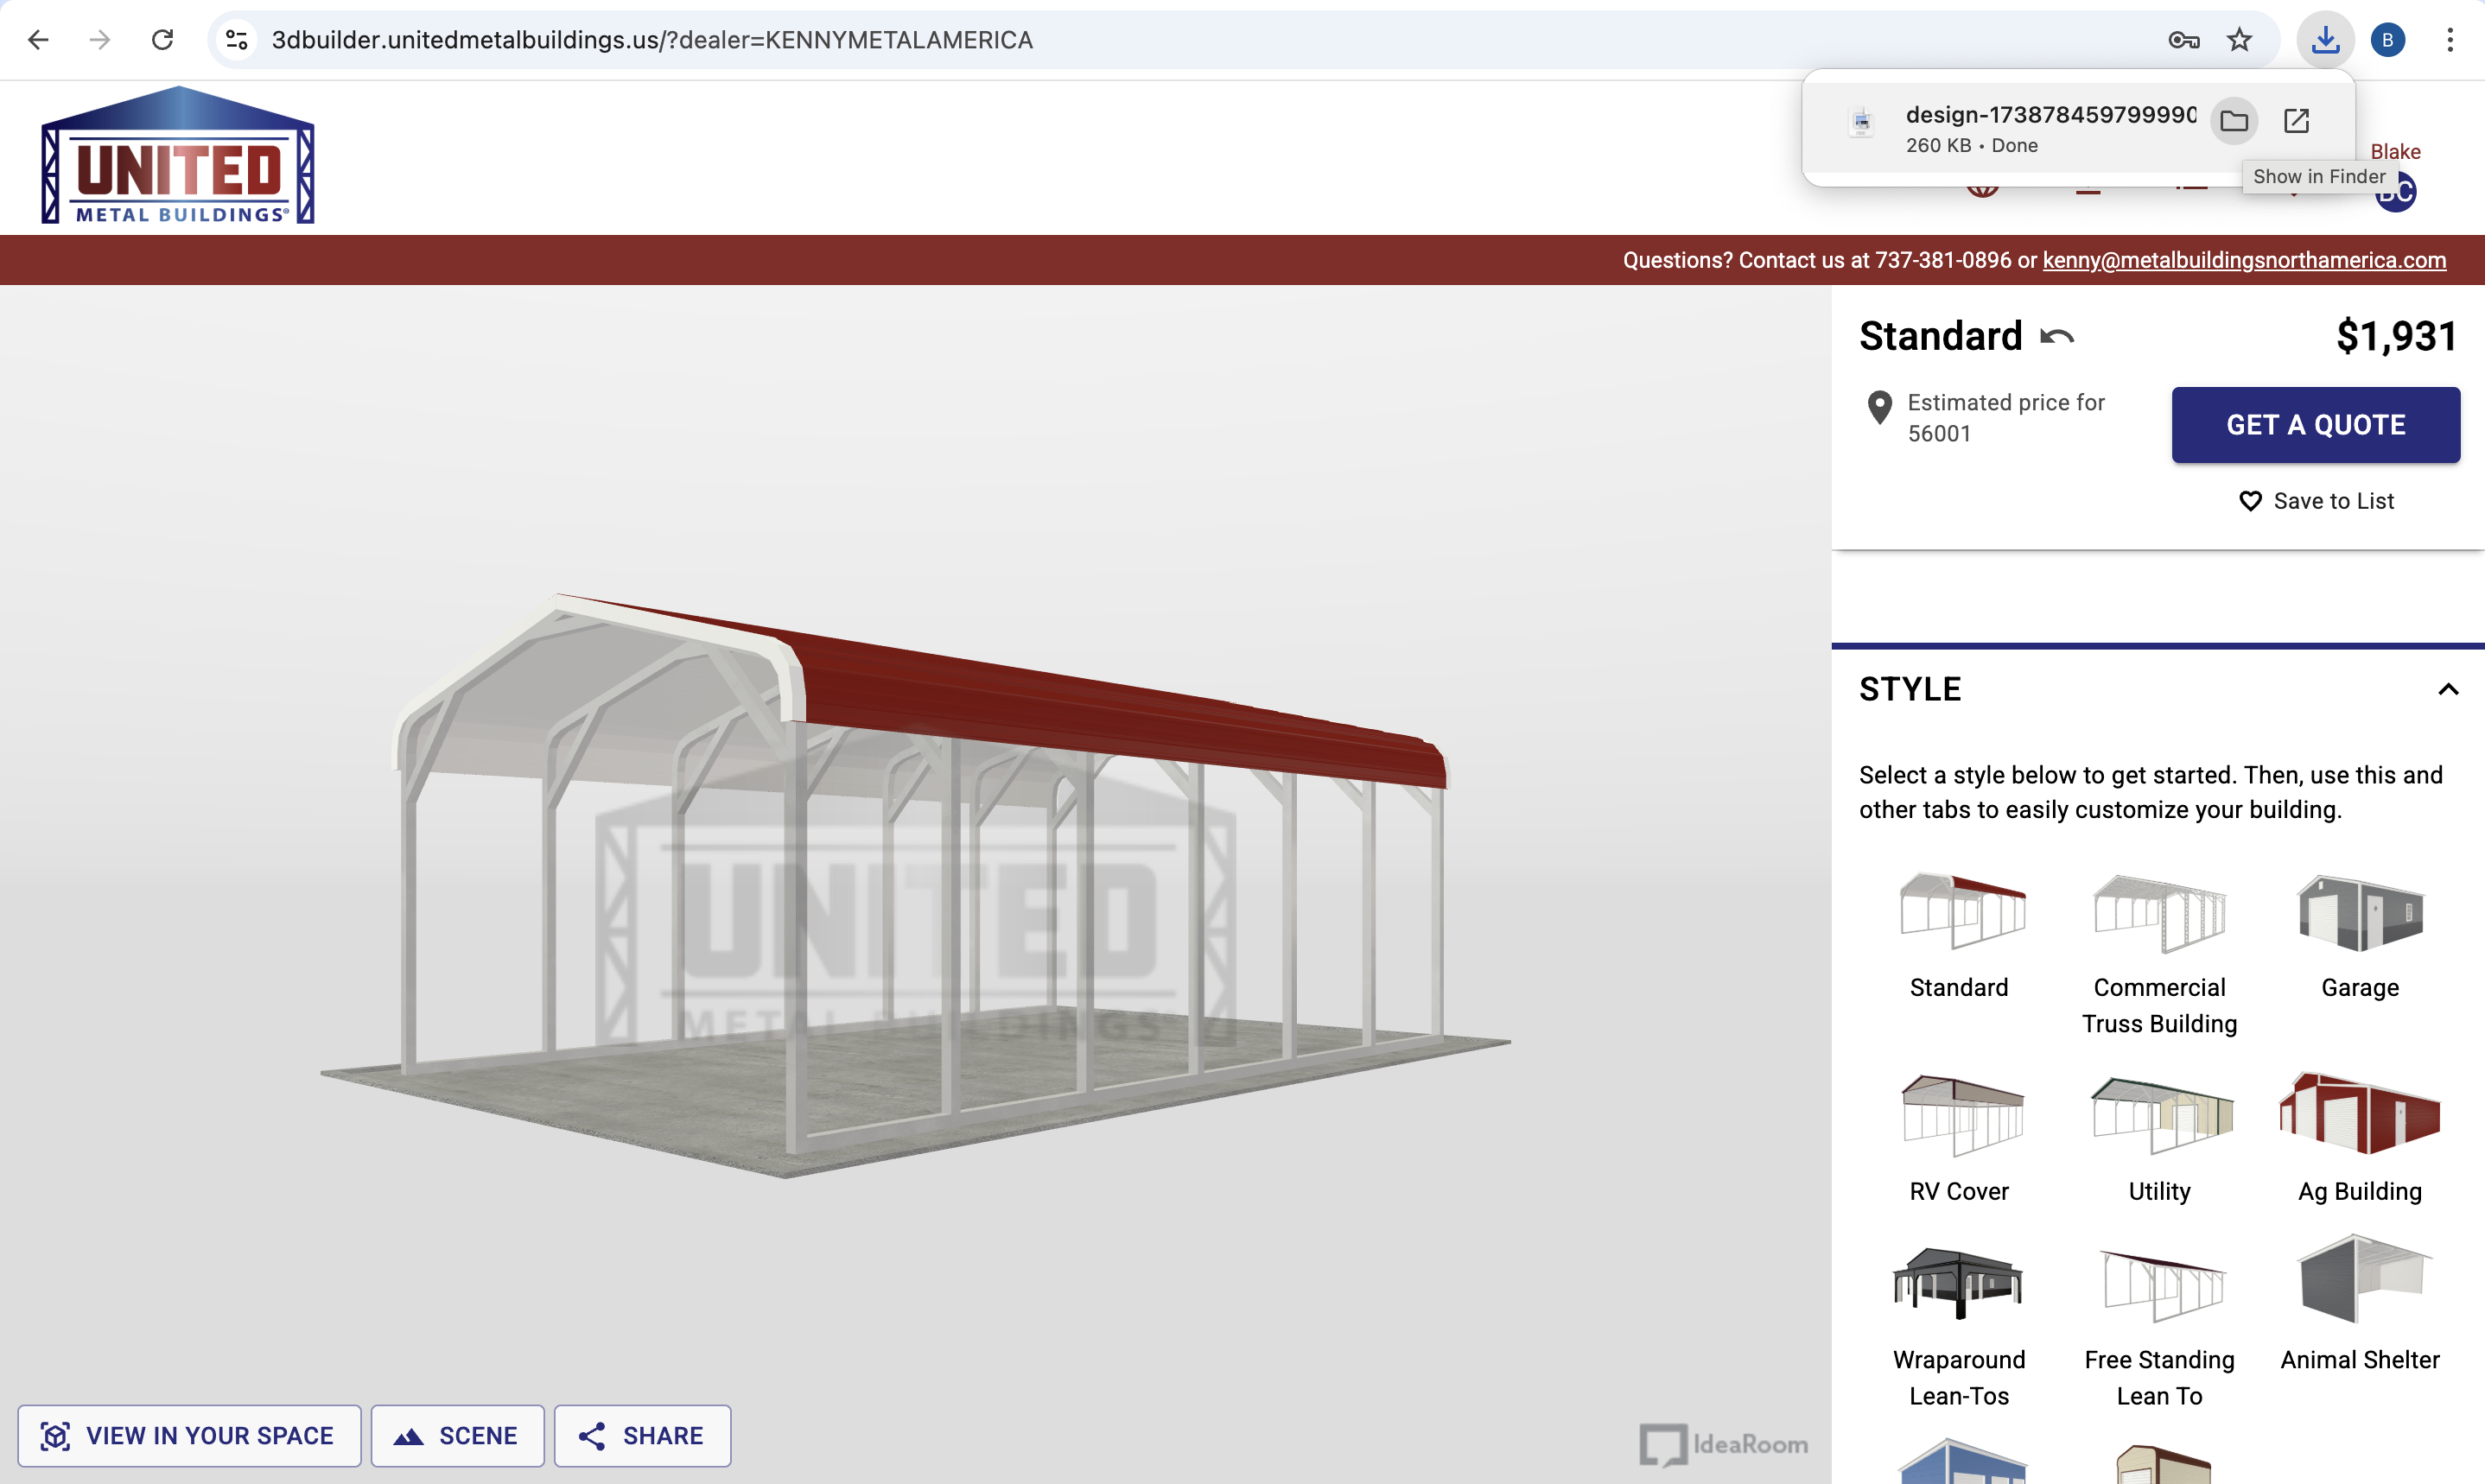 3dbuilder.unitedmetalbuildings.us/?dealer=KENNYMETALAMERICA
B
design-173878459799990
260 KB • Done
Show in Finder
Blake
BC
UNITED
METAL BUILDINGS®
Questions? Contact us at 737-381-0896 or kenny@metalbuildingsnorthamerica.com
Standard
$1,931
Estimated price for
56001
GET A QUOTE
Save to List
STYLE
Select a style below to get started. Then, use this and
other tabs to easily customize your building.
Standard
Commercial
Truss Building
Garage
RV Cover
Utility
Ag Building
Wraparound
Lean-Tos
Free Standing
Lean To
Animal Shelter
UNITED
METAL BUILDINGS
VIEW IN YOUR SPACE
SCENE
SHARE
IdeaRoom